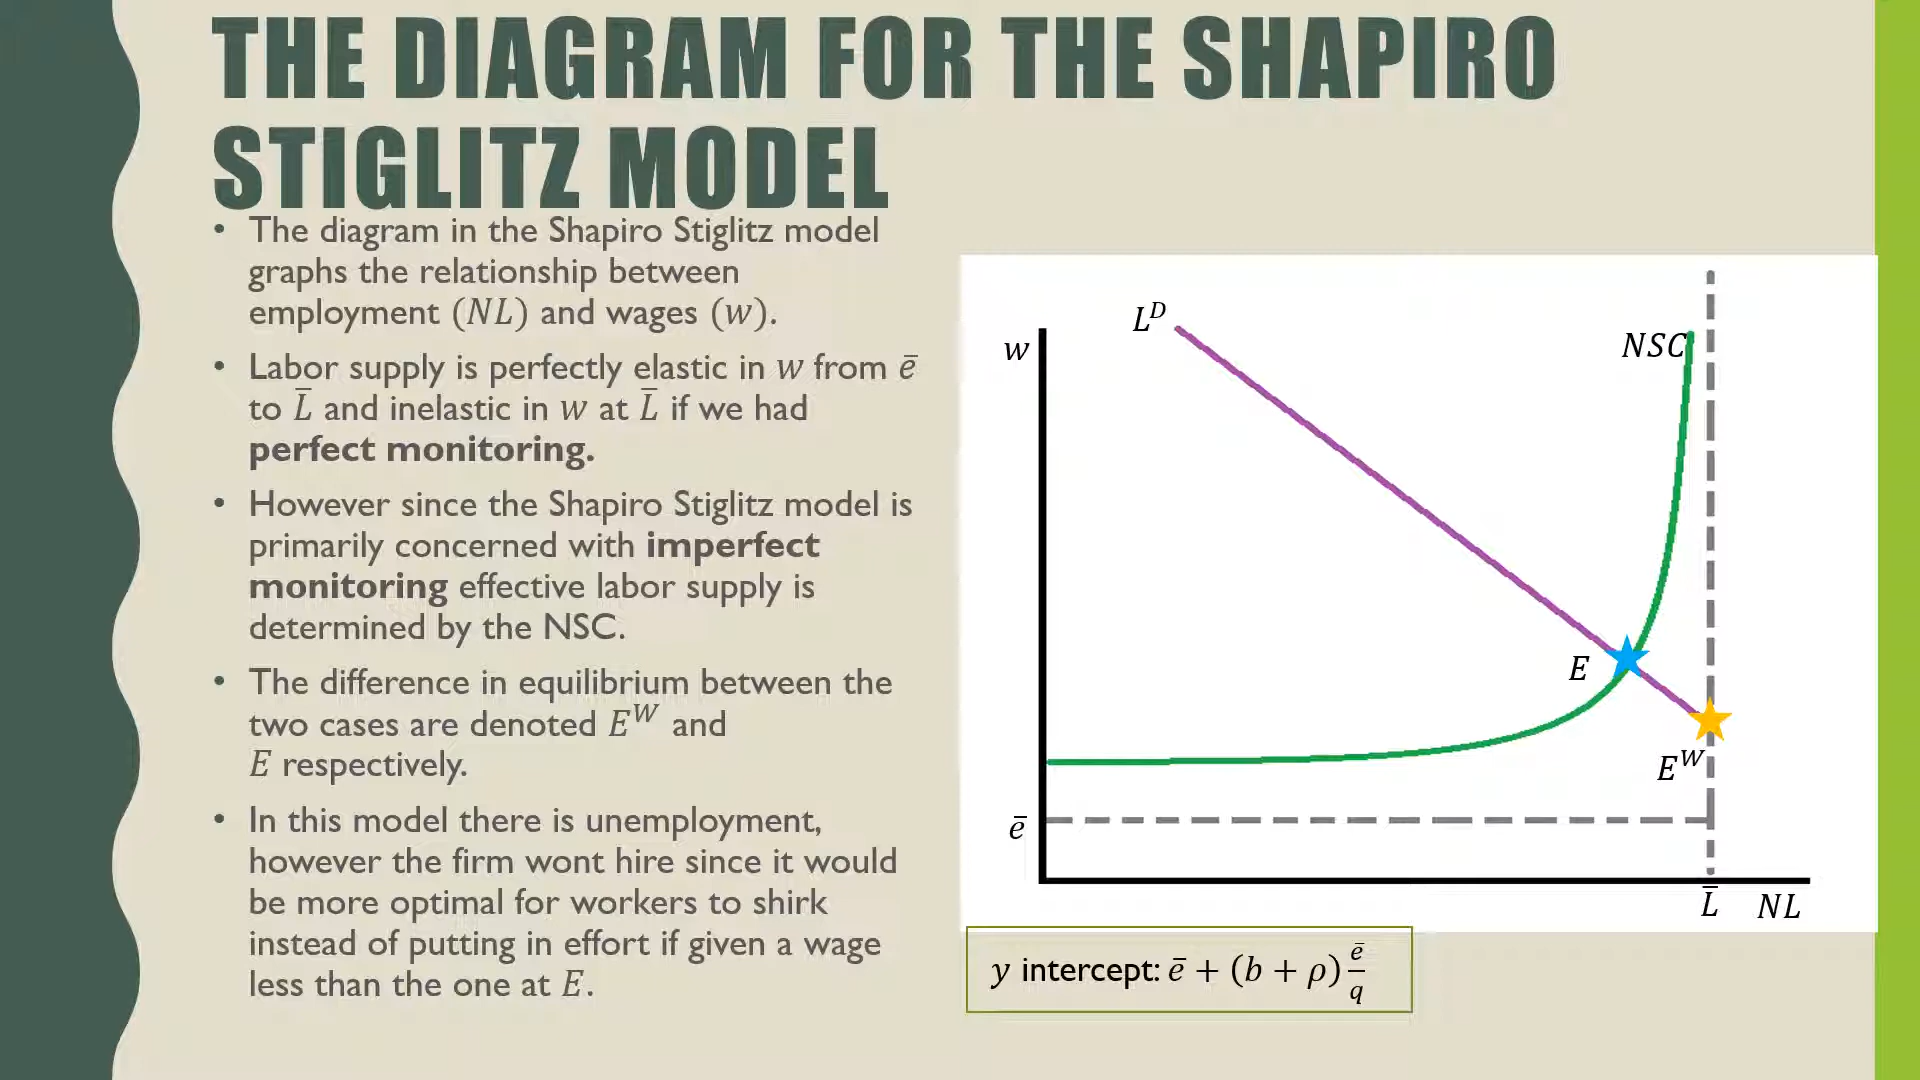 THE DIAGRAM FOR THE SHAPIRO
STIGLITZ MODEL
• The diagram in the Shapiro Stiglitz model
graphs the relationship between
employment (NL) and wages (w).
• Labor supply is perfectly elastic in w from ē
to L̄ and inelastic in w at L̄ if we had
perfect monitoring.
• However since the Shapiro Stiglitz model is
primarily concerned with imperfect
monitoring effective labor supply is
determined by the NSC.
• The difference in equilibrium between the
two cases are denoted Eᵂ and
E respectively.
• In this model there is unemployment,
however the firm wont hire since it would
be more optimal for workers to shirk
instead of putting in effort if given a wage
less than the one at E.
Lᴰ
w
NSC
E
Eᵂ
ē
L̄
NL
y intercept: ē + (b + ρ) ē/q